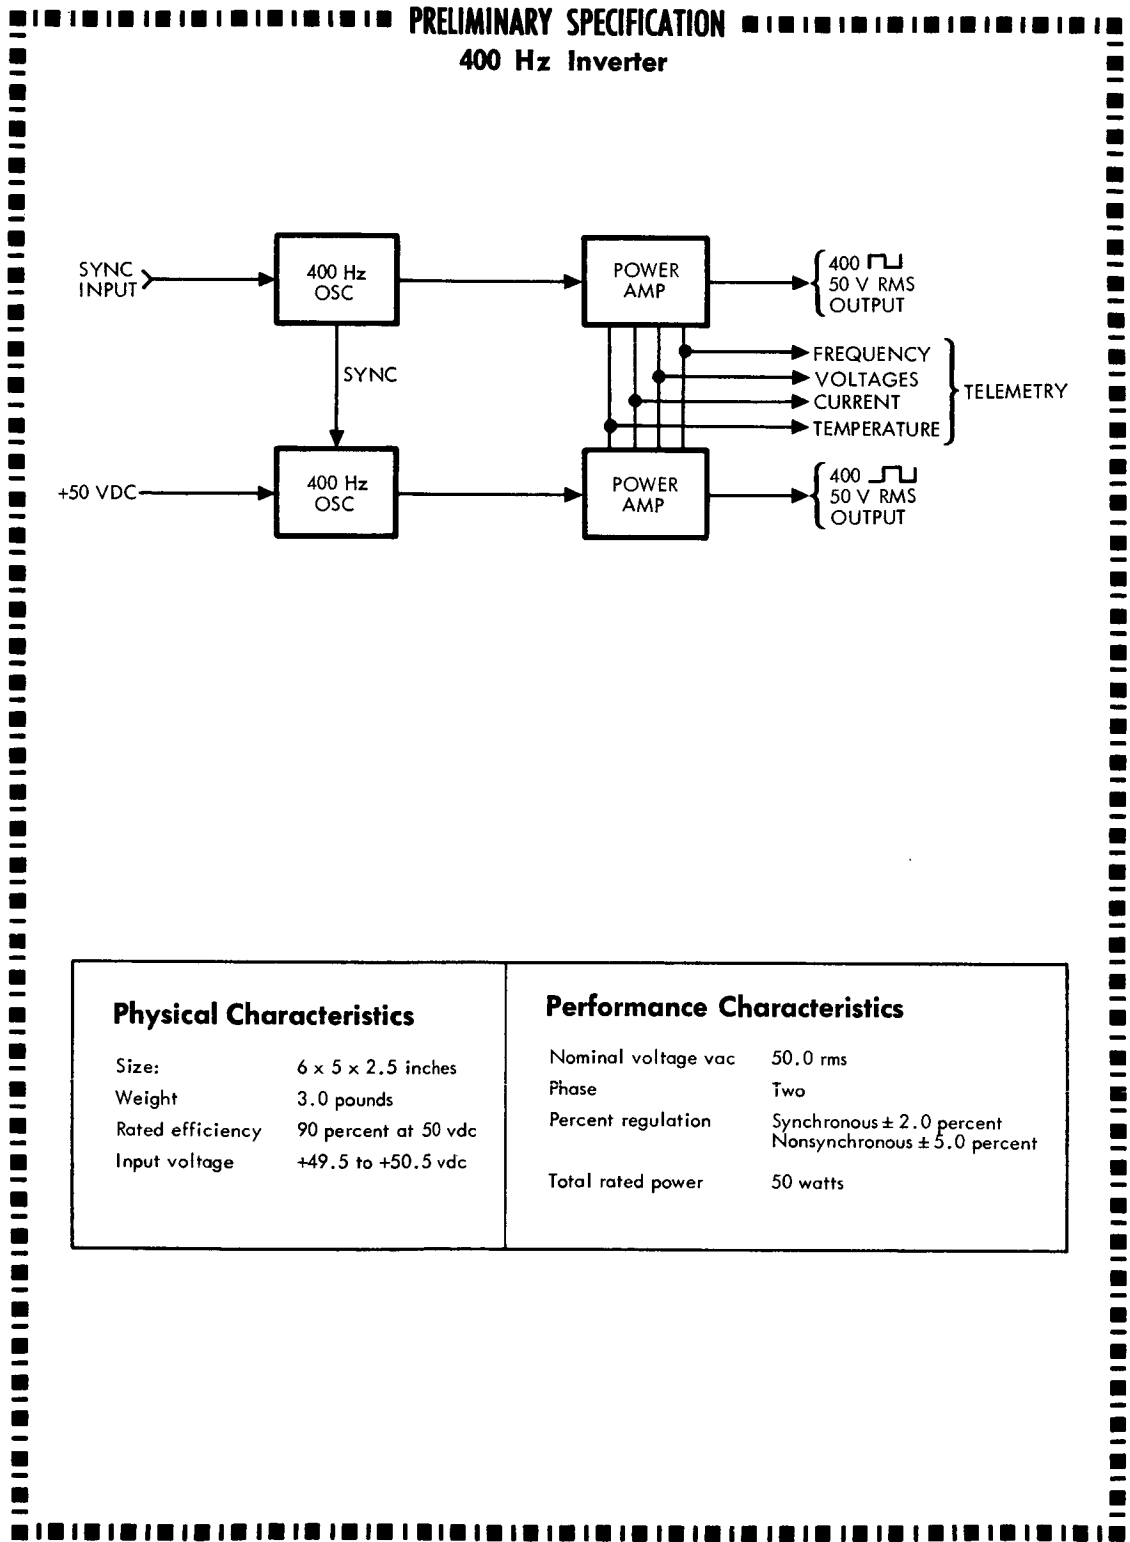 PRELIMINARY SPECIFICATION
400 Hz Inverter
SYNC
INPUT
400 Hz
OSC
POWER
AMP
400
50 V RMS
OUTPUT
SYNC
FREQUENCY
VOLTAGES
CURRENT
TEMPERATURE
TELEMETRY
+50 VDC
400 Hz
OSC
POWER
AMP
400
50 V RMS
OUTPUT
Physical Characteristics
Size: 6 x 5 x 2.5 inches
Weight 3.0 pounds
Rated efficiency 90 percent at 50 vdc
Input voltage +49.5 to +50.5 vdc
Performance Characteristics
Nominal voltage vac 50.0 rms
Phase Two
Percent regulation Synchronous ± 2.0 percent
Nonsynchronous ± 5.0 percent
Total rated power 50 watts